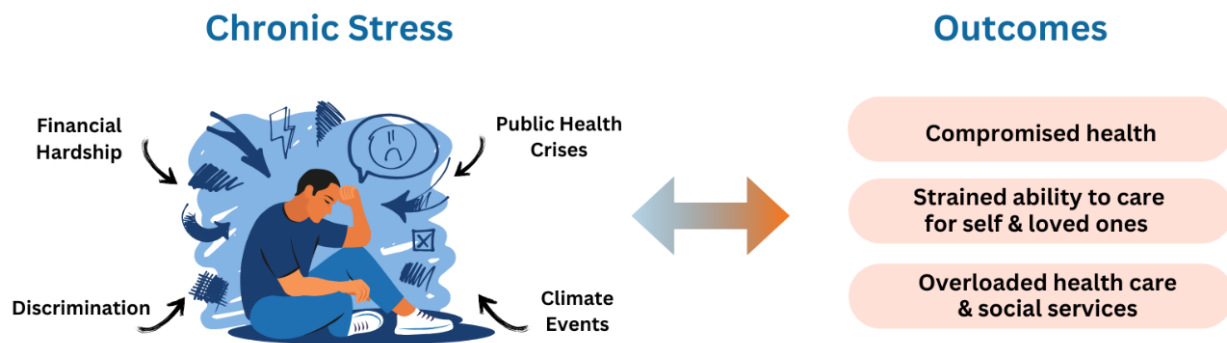 Chronic Stress
Outcomes
Financial
Hardship
Public Health
Crises
Discrimination
Climate
Events
Compromised health
Strained ability to care
for self & loved ones
Overloaded health care
& social services